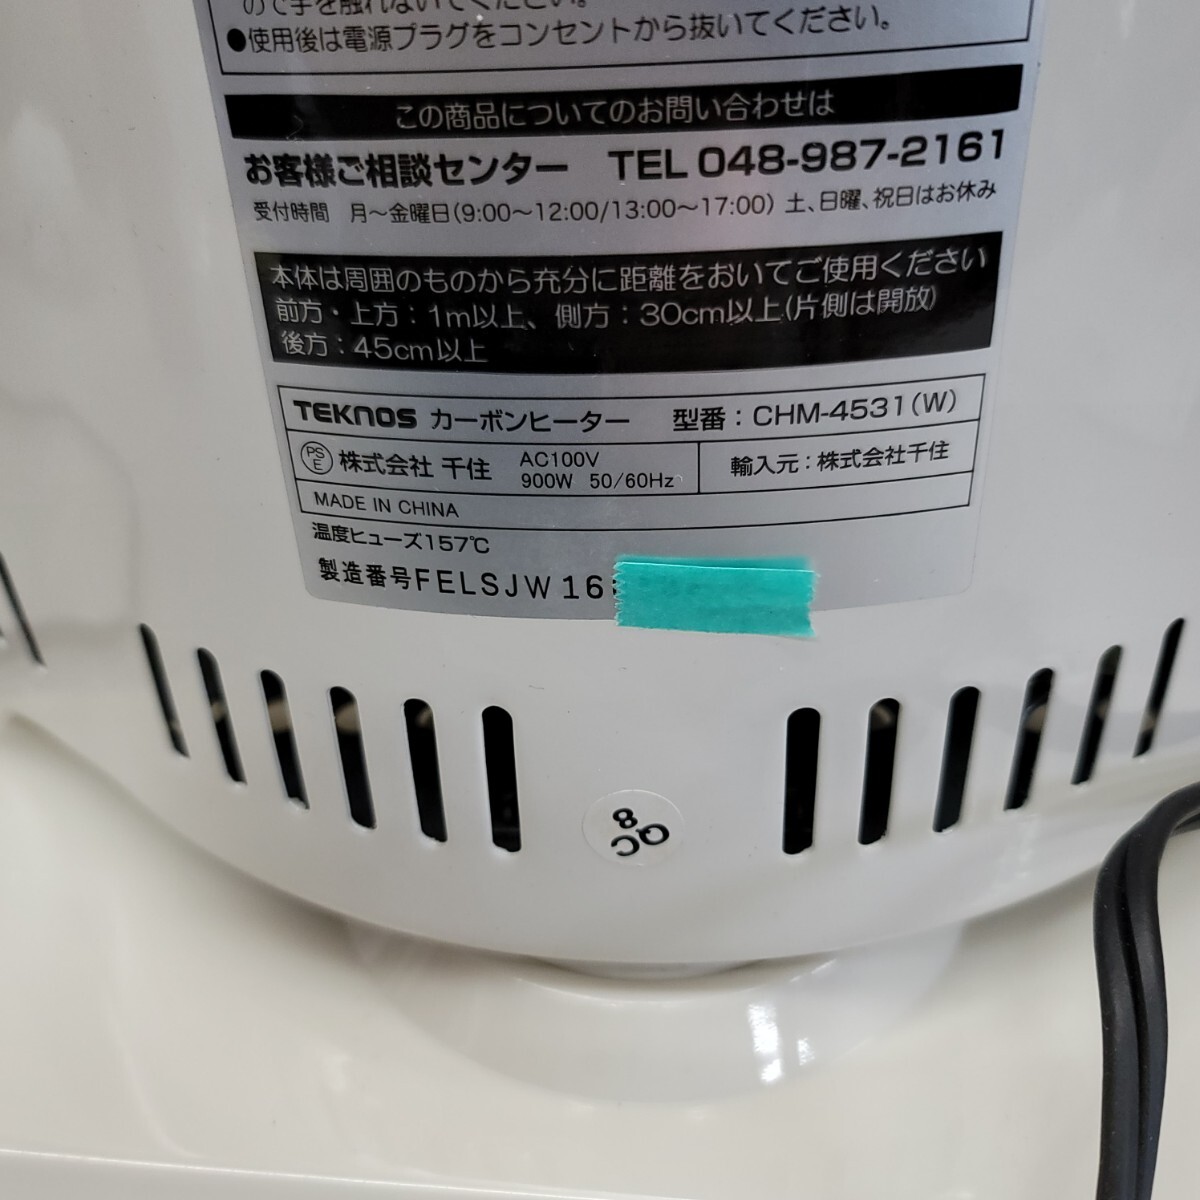 ので手を触れないでください。
●使用後は電源プラグをコンセントから抜いてください。
この商品についてのお問い合わせは
お客様ご相談センター TEL 048-987-2161
受付時間 月～金曜日(9:00～12:00/13:00～17:00) 土、日曜、祝日はお休み
本体は周囲のものから充分に距離をおいてご使用ください
前方・上方：1m以上、側方：30cm以上(片側は開放)
後方：45cm以上
TEKNOS カーボンヒーター 型番：CHM-4531(W)
PS
E
株式会社 千住
AC100V
900W 50/60Hz
輸入元：株式会社千住
MADE IN CHINA
温度ヒューズ157℃
製造番号FELSJW16
QC
8